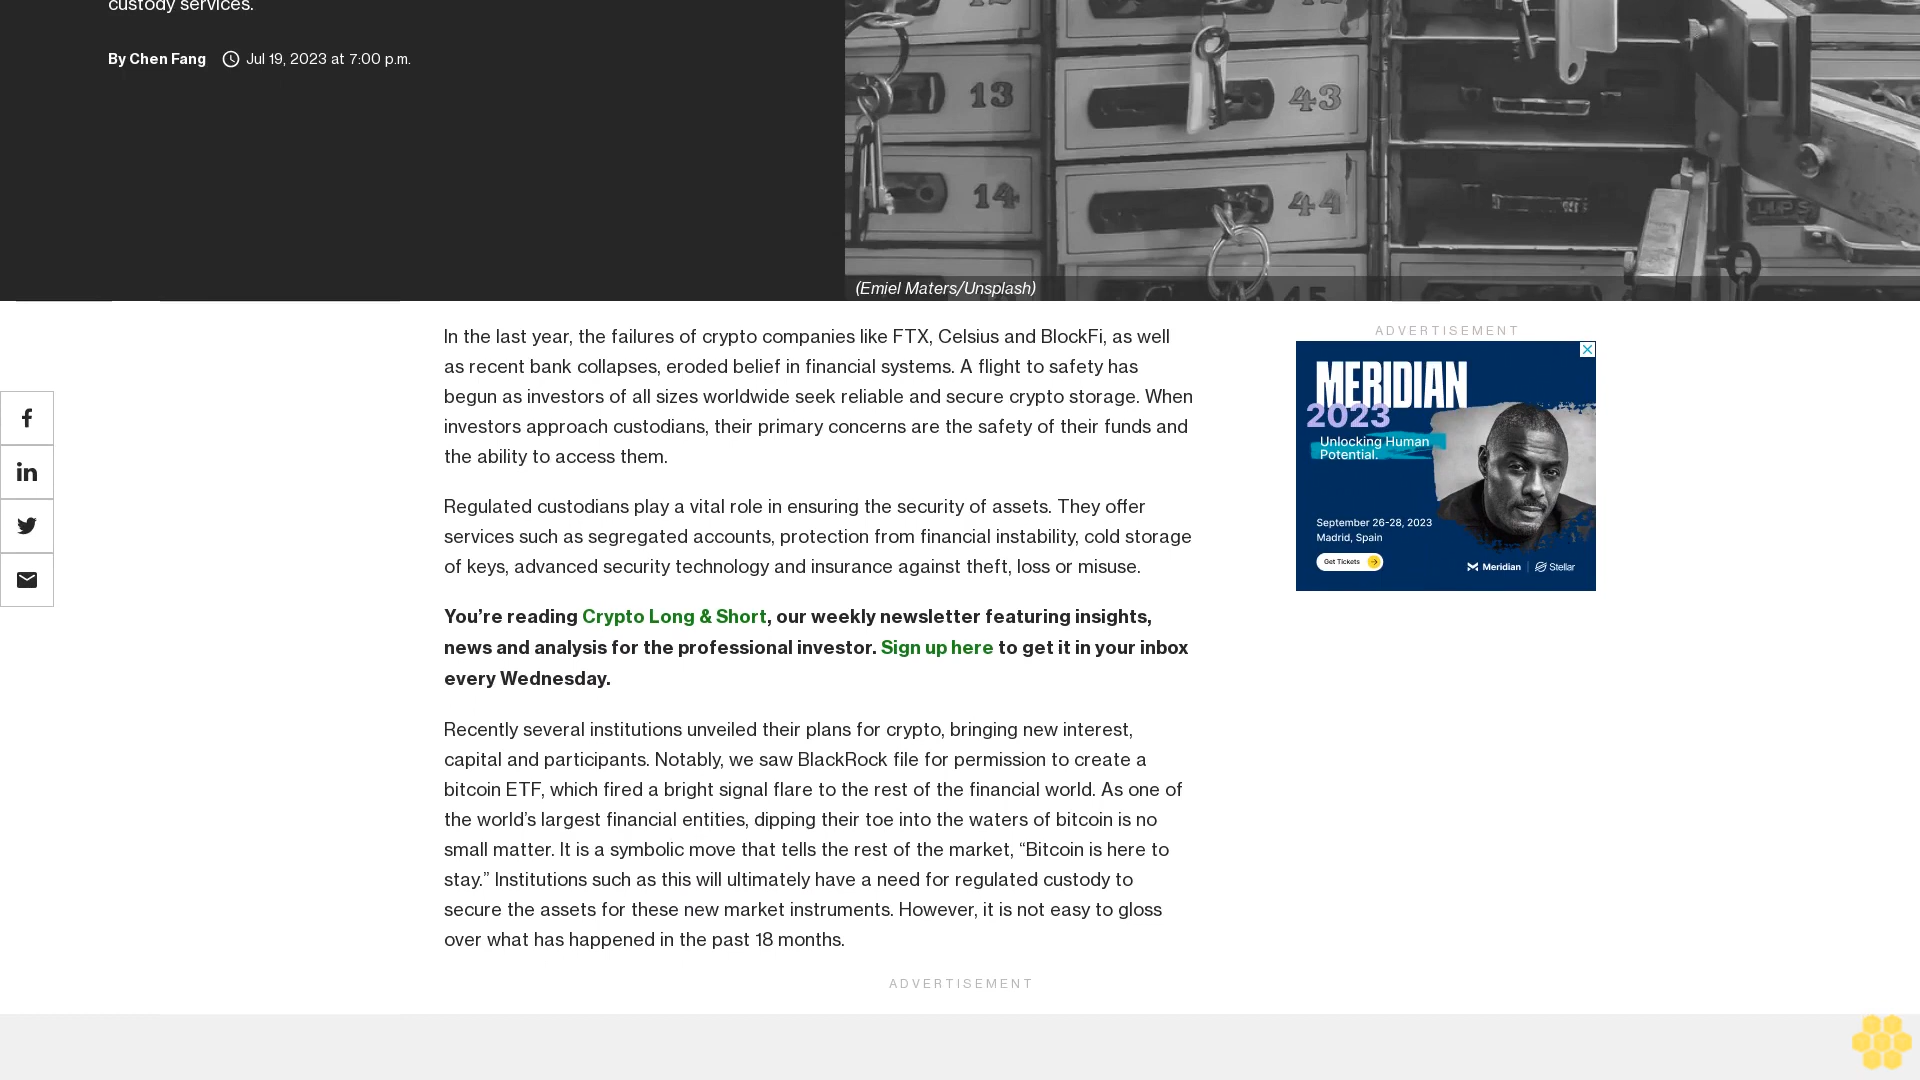 custody services.
By Chen Fang Jul 19, 2023 at 7:00 p.m.
13
43
14
44
45
(Emiel Maters/Unsplash)
In the last year, the failures of crypto companies like FTX, Celsius and BlockFi, as well
as recent bank collapses, eroded belief in financial systems. A flight to safety has
begun as investors of all sizes worldwide seek reliable and secure crypto storage. When
investors approach custodians, their primary concerns are the safety of their funds and
the ability to access them.
Regulated custodians play a vital role in ensuring the security of assets. They offer
services such as segregated accounts, protection from financial instability, cold storage
of keys, advanced security technology and insurance against theft, loss or misuse.
You’re reading Crypto Long & Short, our weekly newsletter featuring insights,
news and analysis for the professional investor. Sign up here to get it in your inbox
every Wednesday.
Recently several institutions unveiled their plans for crypto, bringing new interest,
capital and participants. Notably, we saw BlackRock file for permission to create a
bitcoin ETF, which fired a bright signal flare to the rest of the financial world. As one of
the world’s largest financial entities, dipping their toe into the waters of bitcoin is no
small matter. It is a symbolic move that tells the rest of the market, “Bitcoin is here to
stay.” Institutions such as this will ultimately have a need for regulated custody to
secure the assets for these new market instruments. However, it is not easy to gloss
over what has happened in the past 18 months.
ADVERTISEMENT
MERIDIAN
2023
Unlocking Human
Potential.
September 26-28, 2023
Madrid, Spain
Get Tickets
Meridian | Stellar
ADVERTISEMENT